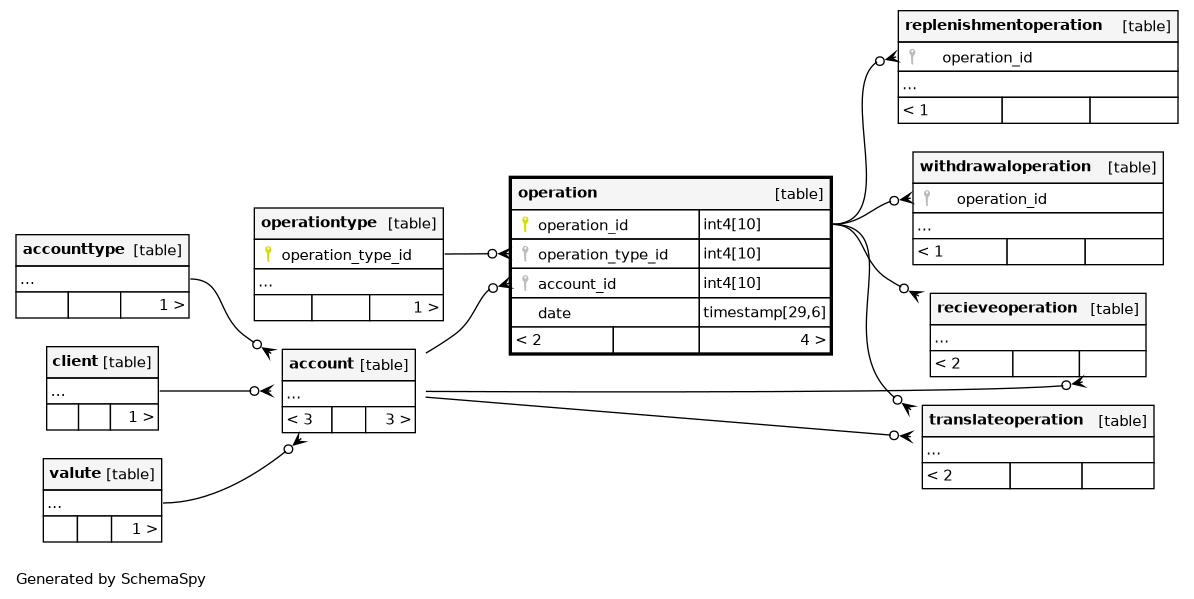 replenishmentoperation [table]
operation_id
...
< 1
withdrawaloperation [table]
operation_id
...
< 1
operation [table]
operation_id int4[10]
operation_type_id int4[10]
account_id int4[10]
date timestamp[29,6]
< 2 4 >
operationtype [table]
operation_type_id
...
1 >
accounttype [table]
...
1 >
recieveoperation [table]
...
< 2
client [table]
...
1 >
account [table]
...
< 3 3 >
translateoperation [table]
...
< 2
valute [table]
...
1 >
Generated by SchemaSpy